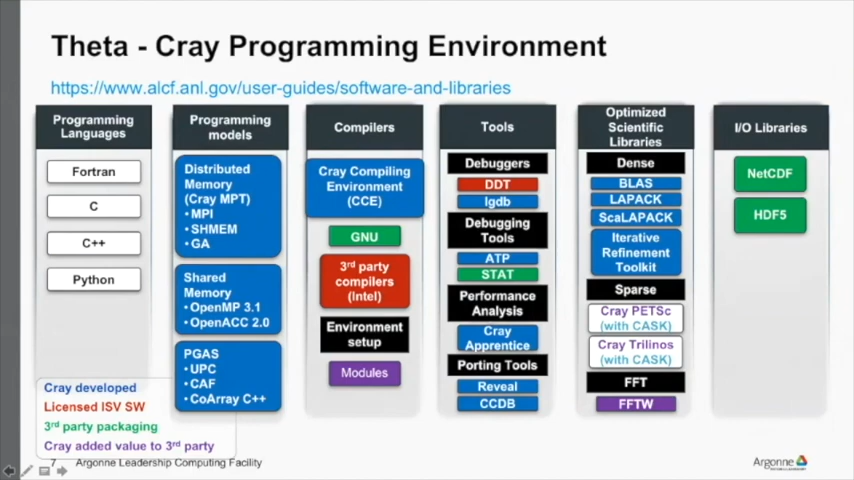 Theta - Cray Programming Environment
https://www.alcf.anl.gov/user-guides/software-and-libraries
Programming
Languages
Fortran
C
C++
Python
Programming
models
Distributed
Memory
(Cray MPT)
• MPI
• SHMEM
• GA
Shared
Memory
• OpenMP 3.1
• OpenACC 2.0
PGAS
• UPC
• CAF
• CoArray C++
Compilers
Cray Compiling
Environment
(CCE)
GNU
3rd party
compilers
(Intel)
Environment
setup
Modules
Tools
Debuggers
DDT
lgdb
Debugging
Tools
ATP
STAT
Performance
Analysis
Cray
Apprentice
Porting Tools
Reveal
CCDB
Optimized
Scientific
Libraries
Dense
BLAS
LAPACK
ScaLAPACK
Iterative
Refinement
Toolkit
Sparse
Cray PETSc
(with CASK)
Cray Trilinos
(with CASK)
FFT
FFTW
I/O Libraries
NetCDF
HDF5
Cray developed
Licensed ISV SW
3rd party packaging
Cray added value to 3rd party
7 Argonne Leadership Computing Facility
Argonne